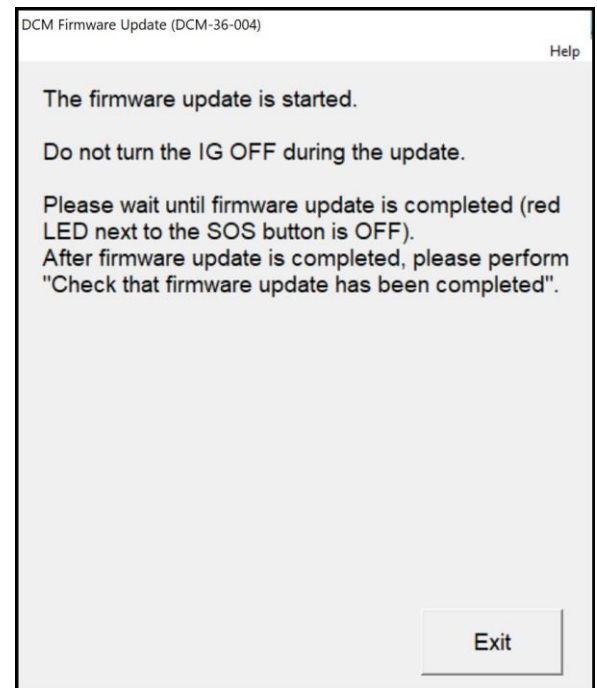 DCM Firmware Update (DCM-36-004)
Help
The firmware update is started.
Do not turn the IG OFF during the update.
Please wait until firmware update is completed (red
LED next to the SOS button is OFF).
After firmware update is completed, please perform
"Check that firmware update has been completed".
Exit